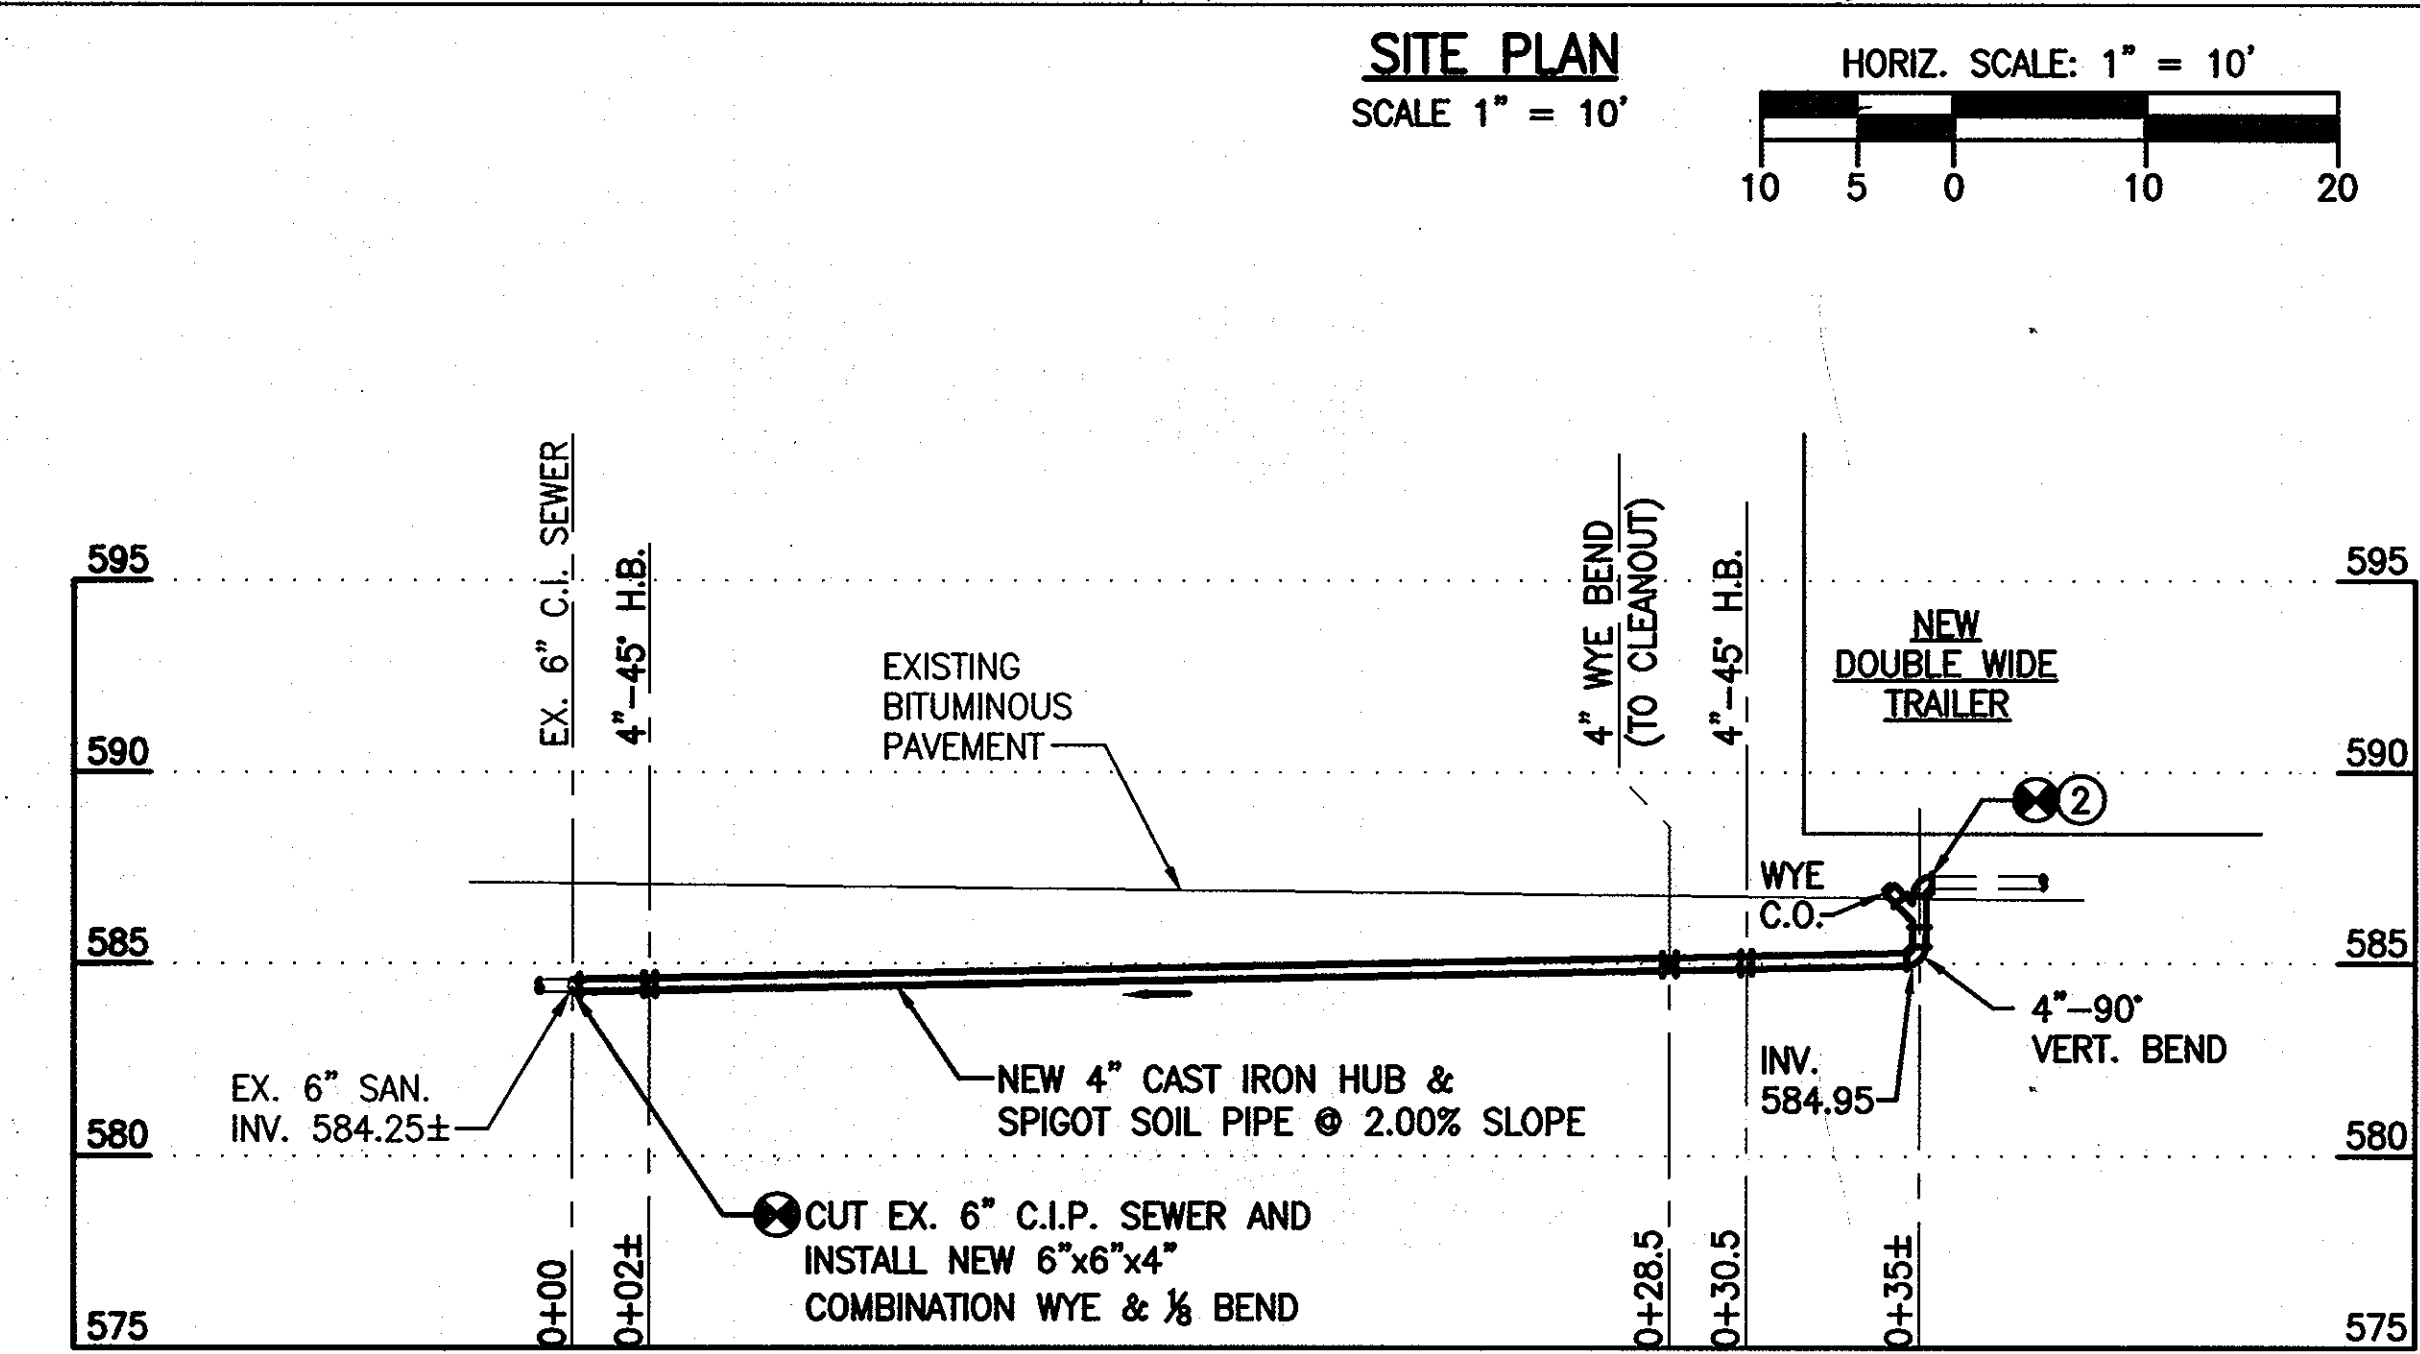 SITE PLAN
SCALE 1" = 10'
HORIZ. SCALE: 1" = 10'
10 5 0 10 20
EX. 6" C.I. SEWER
4"-45° H.B.
4" WYE BEND
(TO CLEANOUT)
4"-45° H.B.
595
595
NEW
DOUBLE WIDE
TRAILER
EXISTING
BITUMINOUS
PAVEMENT
590
590
2
WYE
C.O.
585
585
4"-90°
VERT. BEND
INV.
584.95
EX. 6" SAN.
INV. 584.25±
NEW 4" CAST IRON HUB &
SPIGOT SOIL PIPE @ 2.00% SLOPE
580
580
CUT EX. 6" C.I.P. SEWER AND
INSTALL NEW 6"x6"x4"
COMBINATION WYE & ⅛ BEND
575
575
0+00
0+02±
0+28.5
0+30.5
0+35±